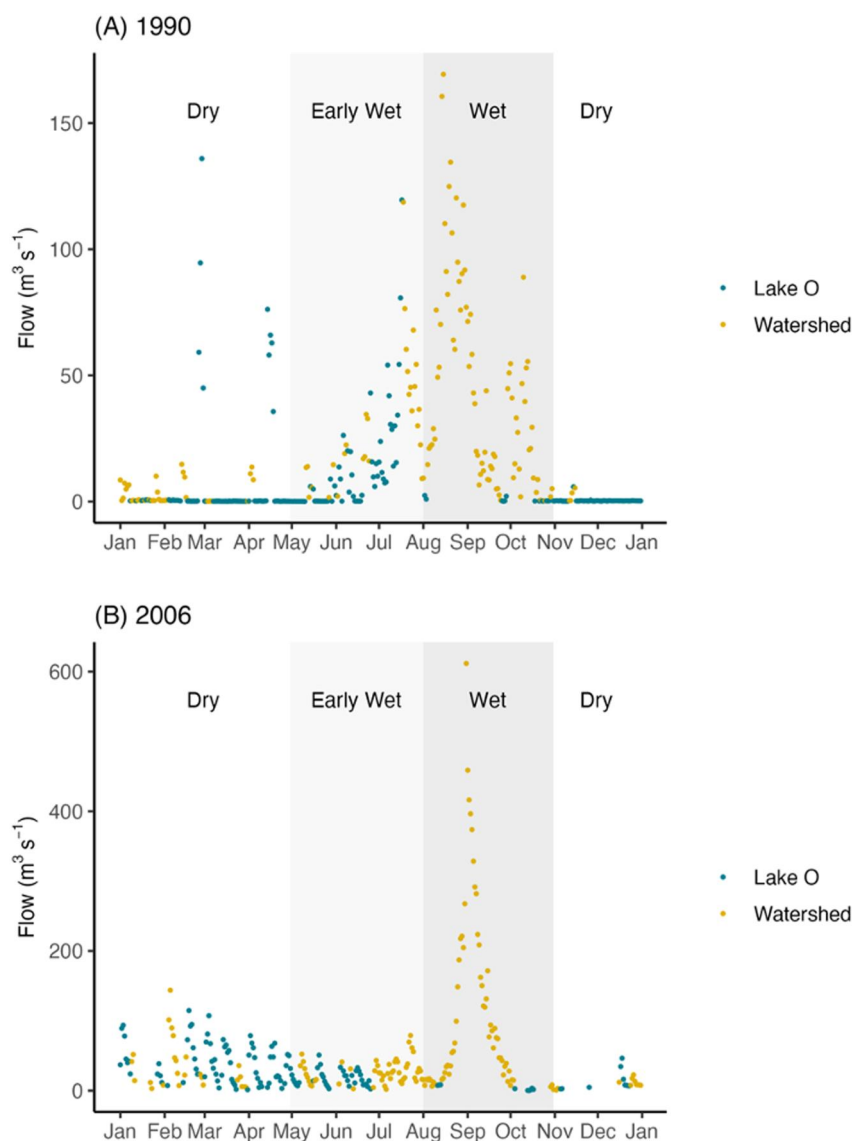 (A) 1990
Dry Early Wet Wet Dry
150
100
50
0
Flow (m³ s⁻¹)
Jan Feb Mar Apr May Jun Jul Aug Sep Oct Nov Dec Jan
Lake O
Watershed
(B) 2006
Dry Early Wet Wet Dry
600
400
200
0
Flow (m³ s⁻¹)
Jan Feb Mar Apr May Jun Jul Aug Sep Oct Nov Dec Jan
Lake O
Watershed